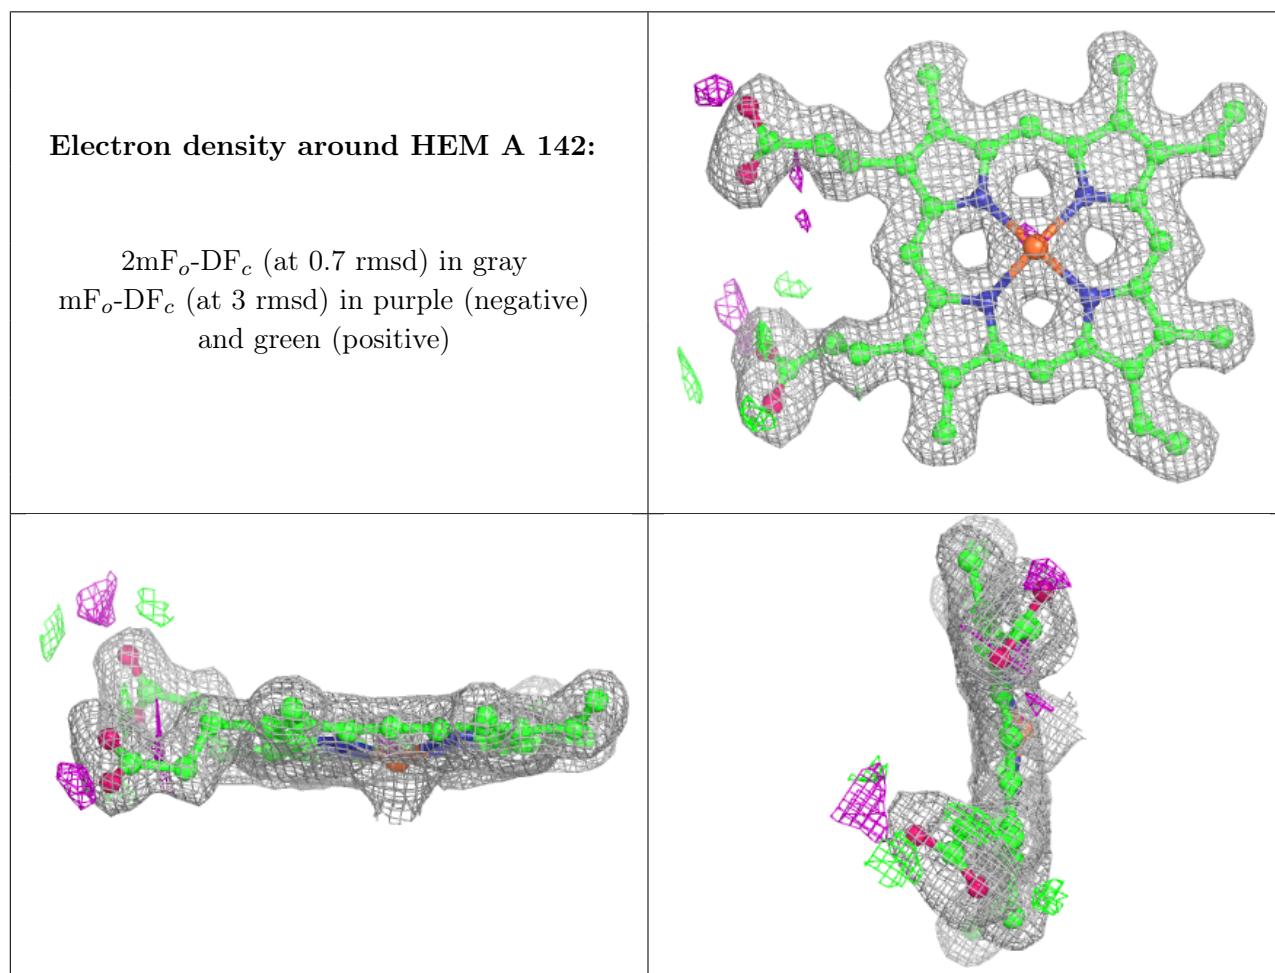 Electron density around HEM A 142:
2mFo-DFc (at 0.7 rmsd) in gray
mFo-DFc (at 3 rmsd) in purple (negative)
and green (positive)